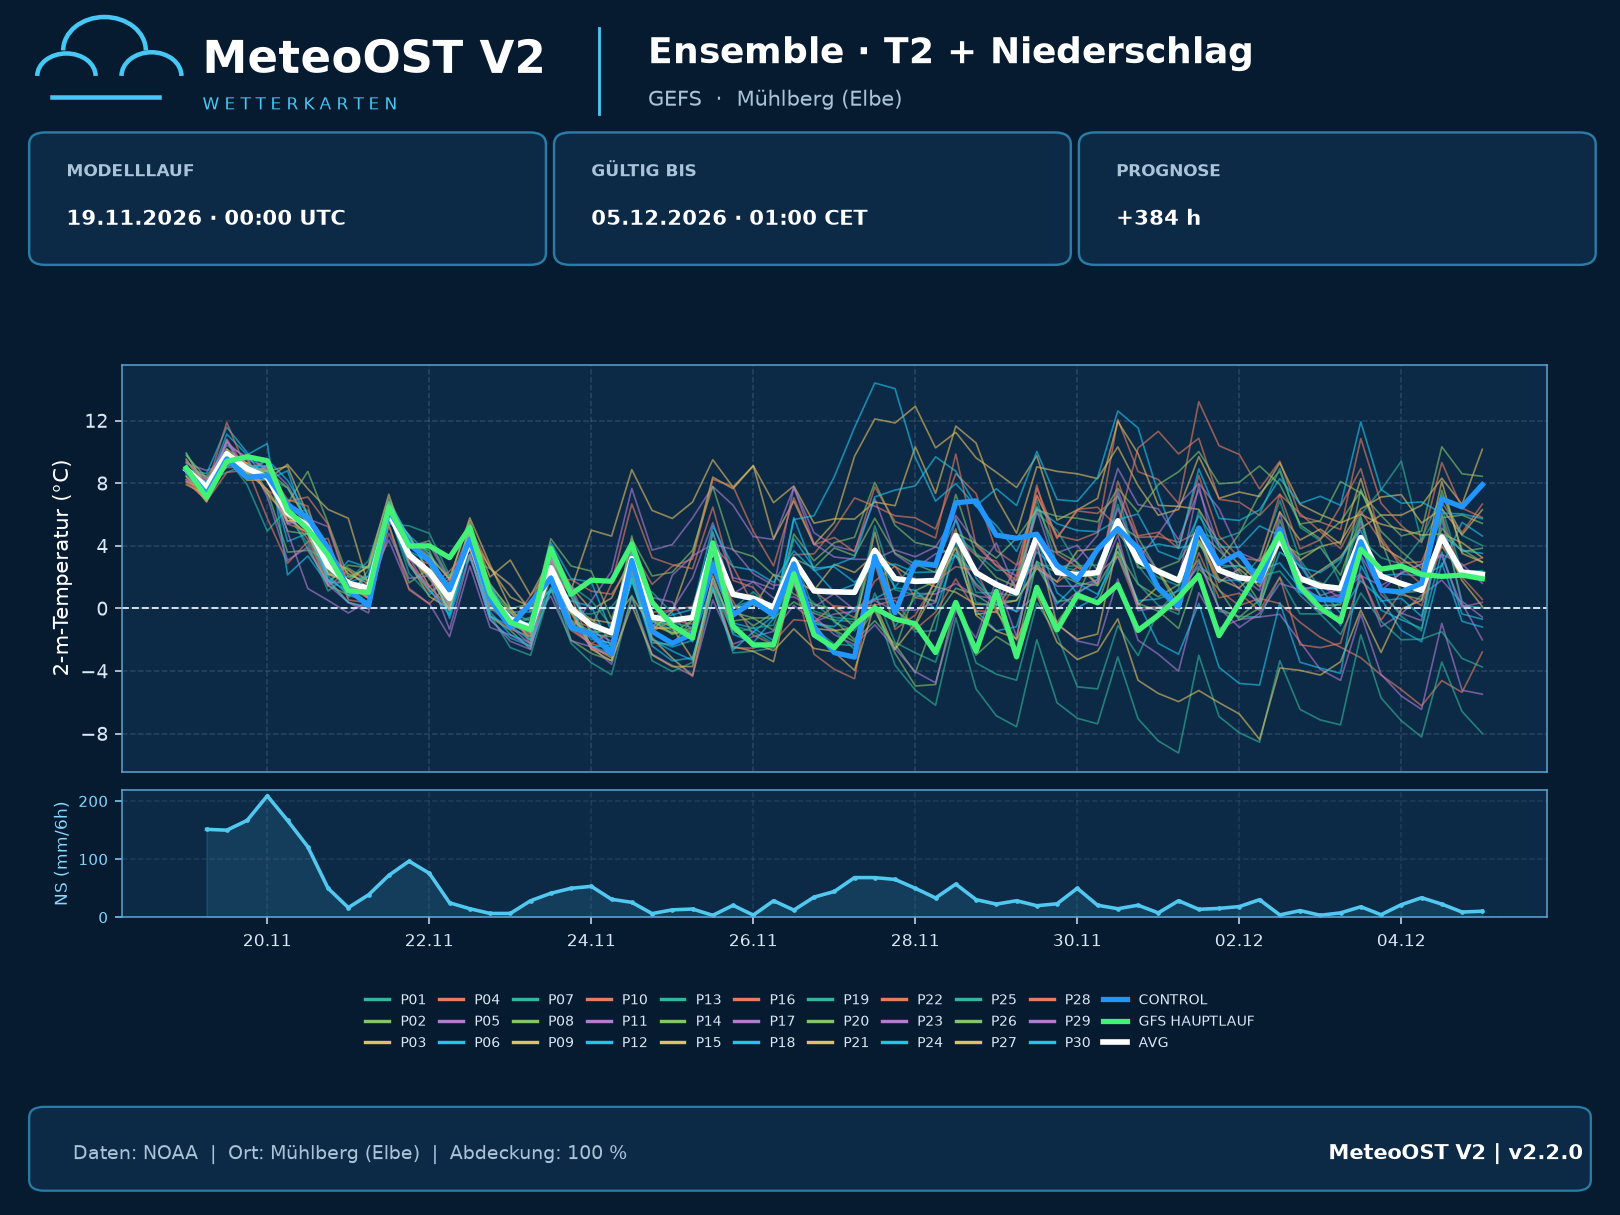 MeteoOST V2
WETTERKARTEN
Ensemble · T2 + Niederschlag
GEFS · Mühlberg (Elbe)
MODELLLAUF
19.11.2026 · 00:00 UTC
GÜLTIG BIS
05.12.2026 · 01:00 CET
PROGNOSE
+384 h
2-m-Temperatur (°C)
12
8
4
0
−4
−8
NS (mm/6h)
200
100
0
20.11 22.11 24.11 26.11 28.11 30.11 02.12 04.12
P01 P04 P07 P10 P13 P16 P19 P22 P25 P28 CONTROL
P02 P05 P08 P11 P14 P17 P20 P23 P26 P29 GFS HAUPTLAUF
P03 P06 P09 P12 P15 P18 P21 P24 P27 P30 AVG
Daten: NOAA | Ort: Mühlberg (Elbe) | Abdeckung: 100 %
MeteoOST V2 | v2.2.0